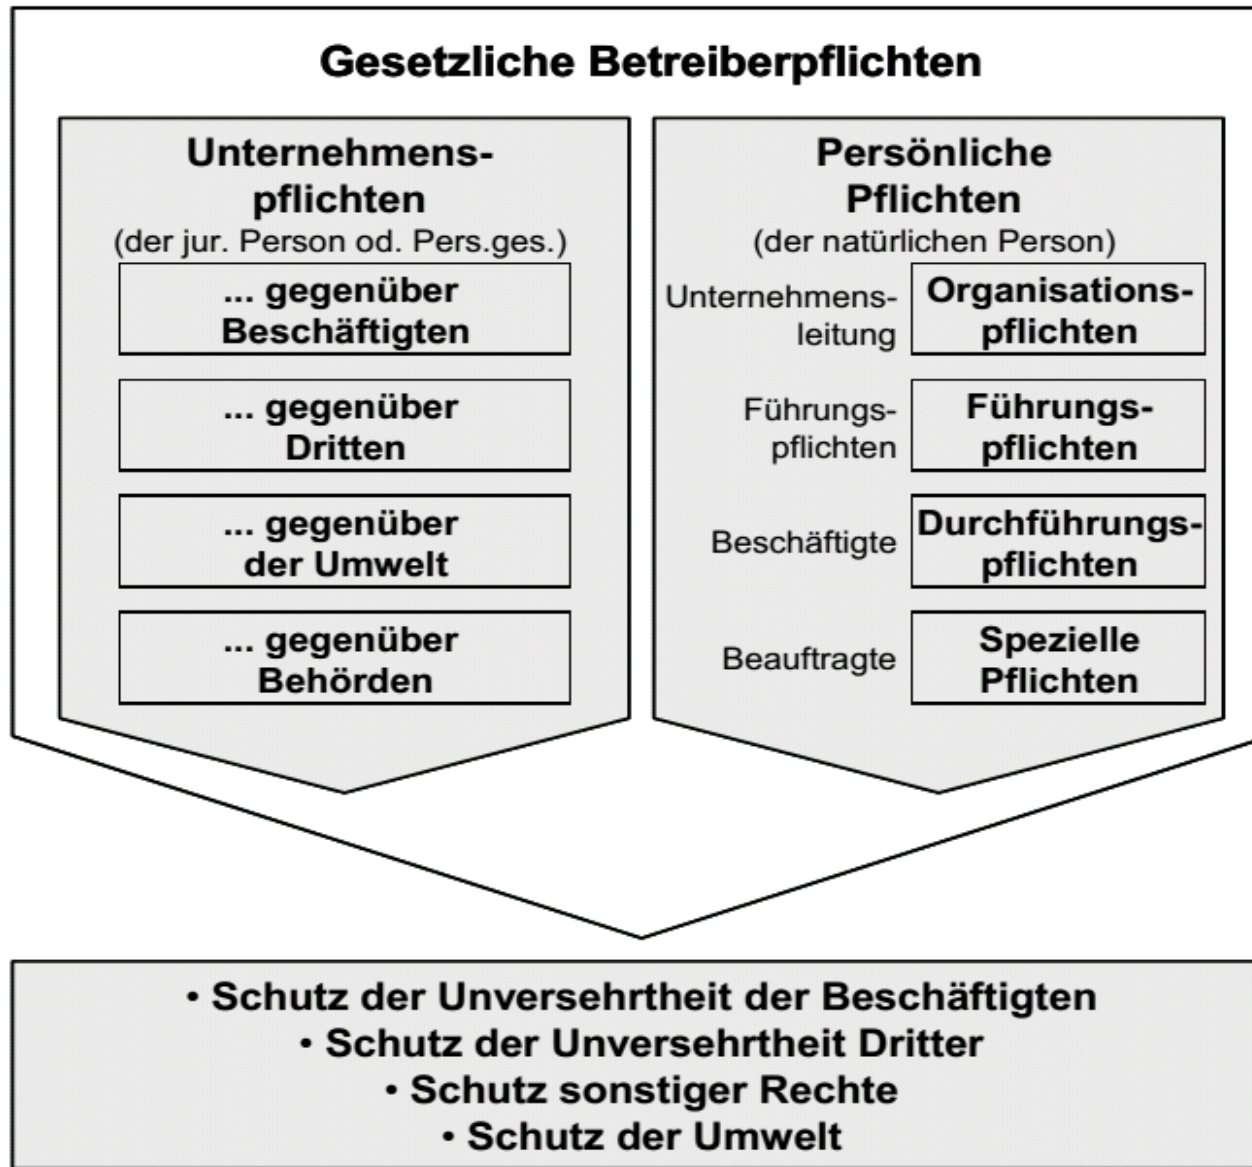 Gesetzliche Betreiberpflichten
Unternehmens-
pflichten
(der jur. Person od. Pers.ges.)
... gegenüber
Beschäftigten
... gegenüber
Dritten
... gegenüber
der Umwelt
... gegenüber
Behörden
Persönliche
Pflichten
(der natürlichen Person)
Unternehmens-
leitung
Organisations-
pflichten
Führungs-
pflichten
Führungs-
pflichten
Beschäftigte
Durchführungs-
pflichten
Beauftragte
Spezielle
Pflichten
• Schutz der Unversehrtheit der Beschäftigten
• Schutz der Unversehrtheit Dritter
• Schutz sonstiger Rechte
• Schutz der Umwelt